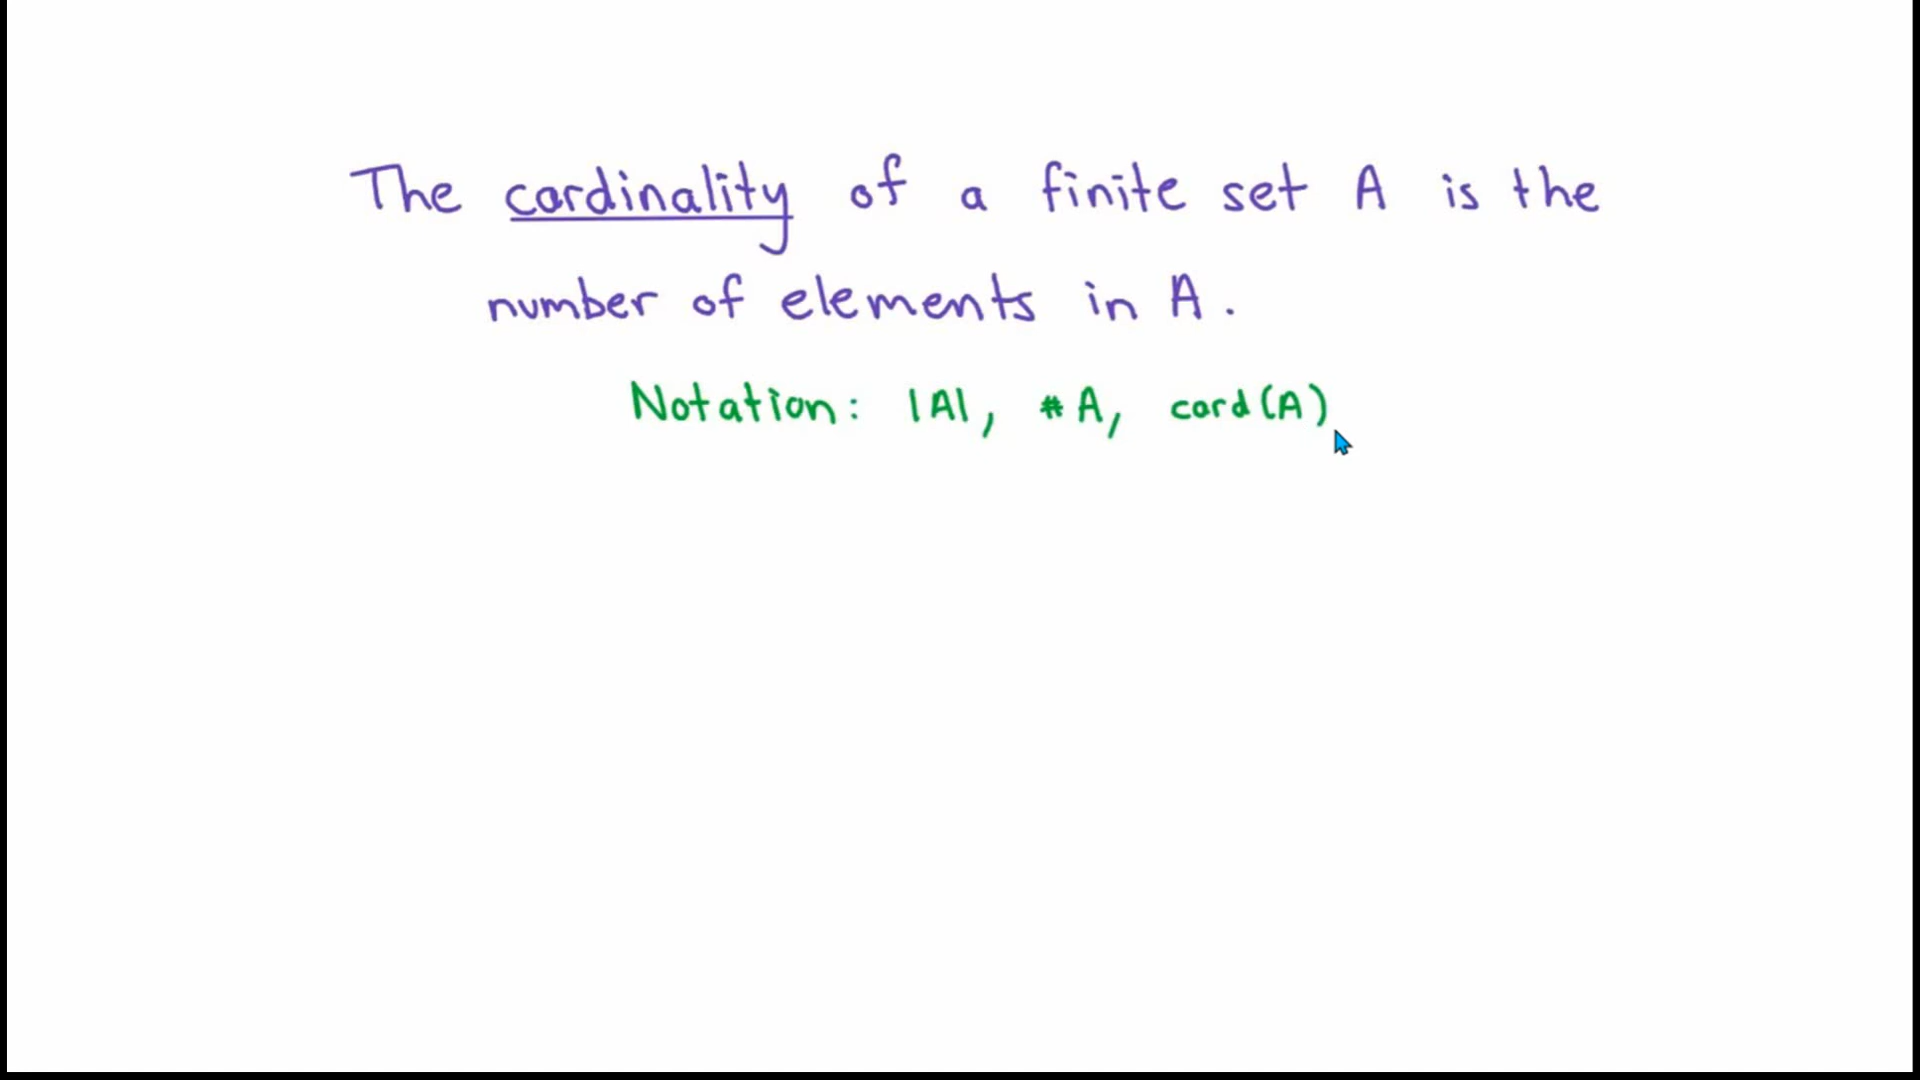 The cardinality of a finite set A is the
number of elements in A.
Notation: |A|, #A, card(A)